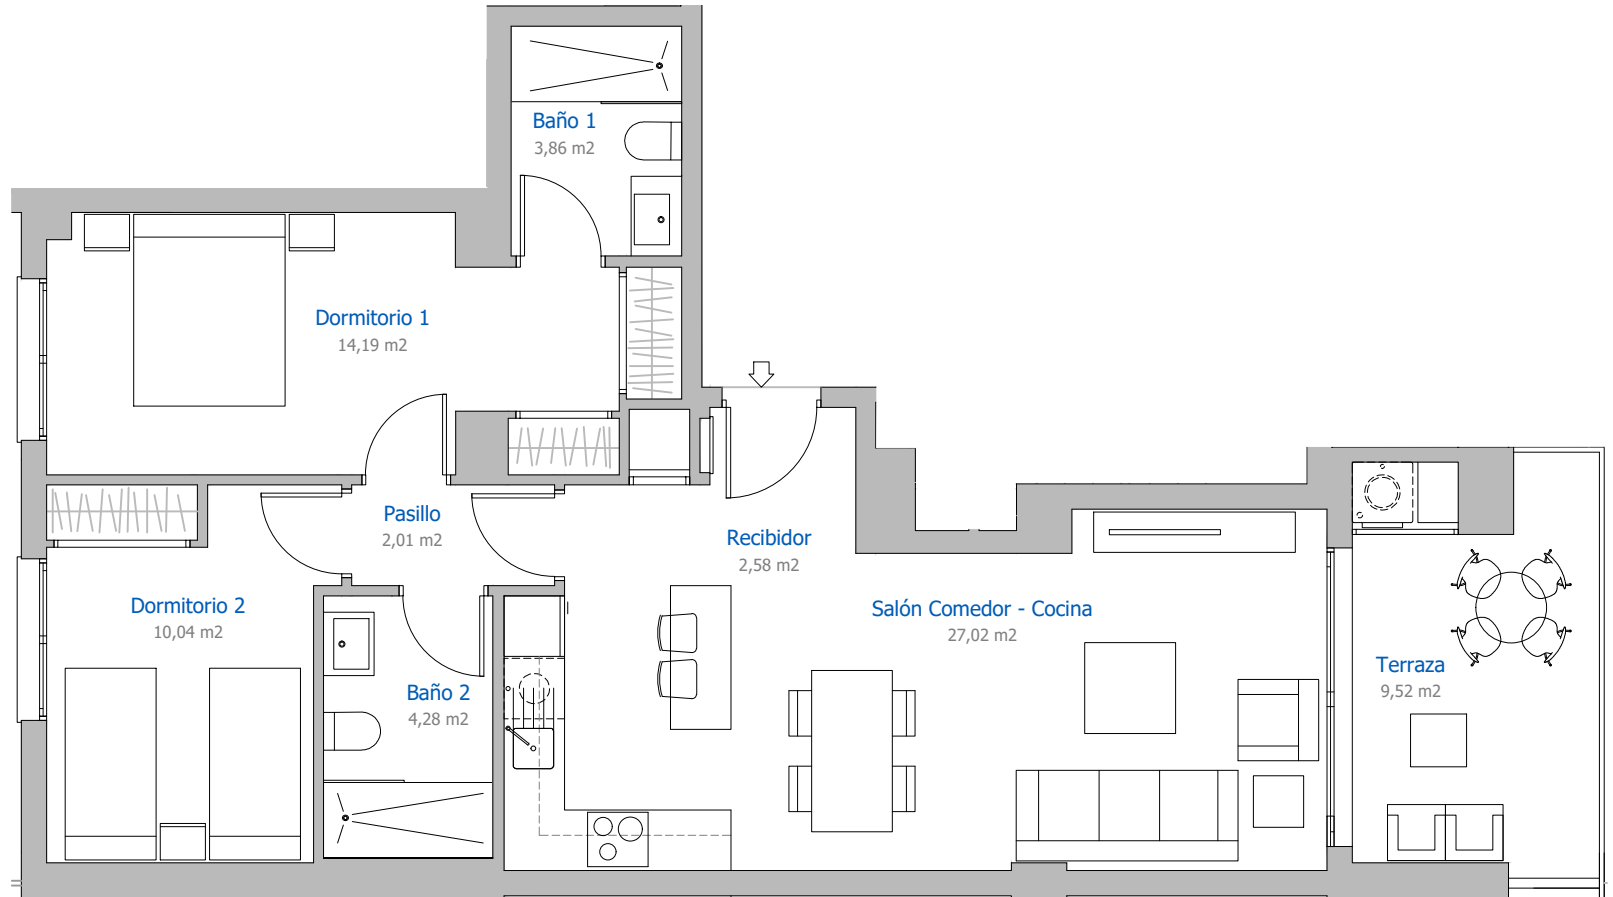 Baño 1
3,86 m2
Dormitorio 1
14,19 m2
Pasillo
2,01 m2
Recibidor
2,58 m2
Dormitorio 2
10,04 m2
Salón Comedor - Cocina
27,02 m2
Baño 2
4,28 m2
Terraza
9,52 m2